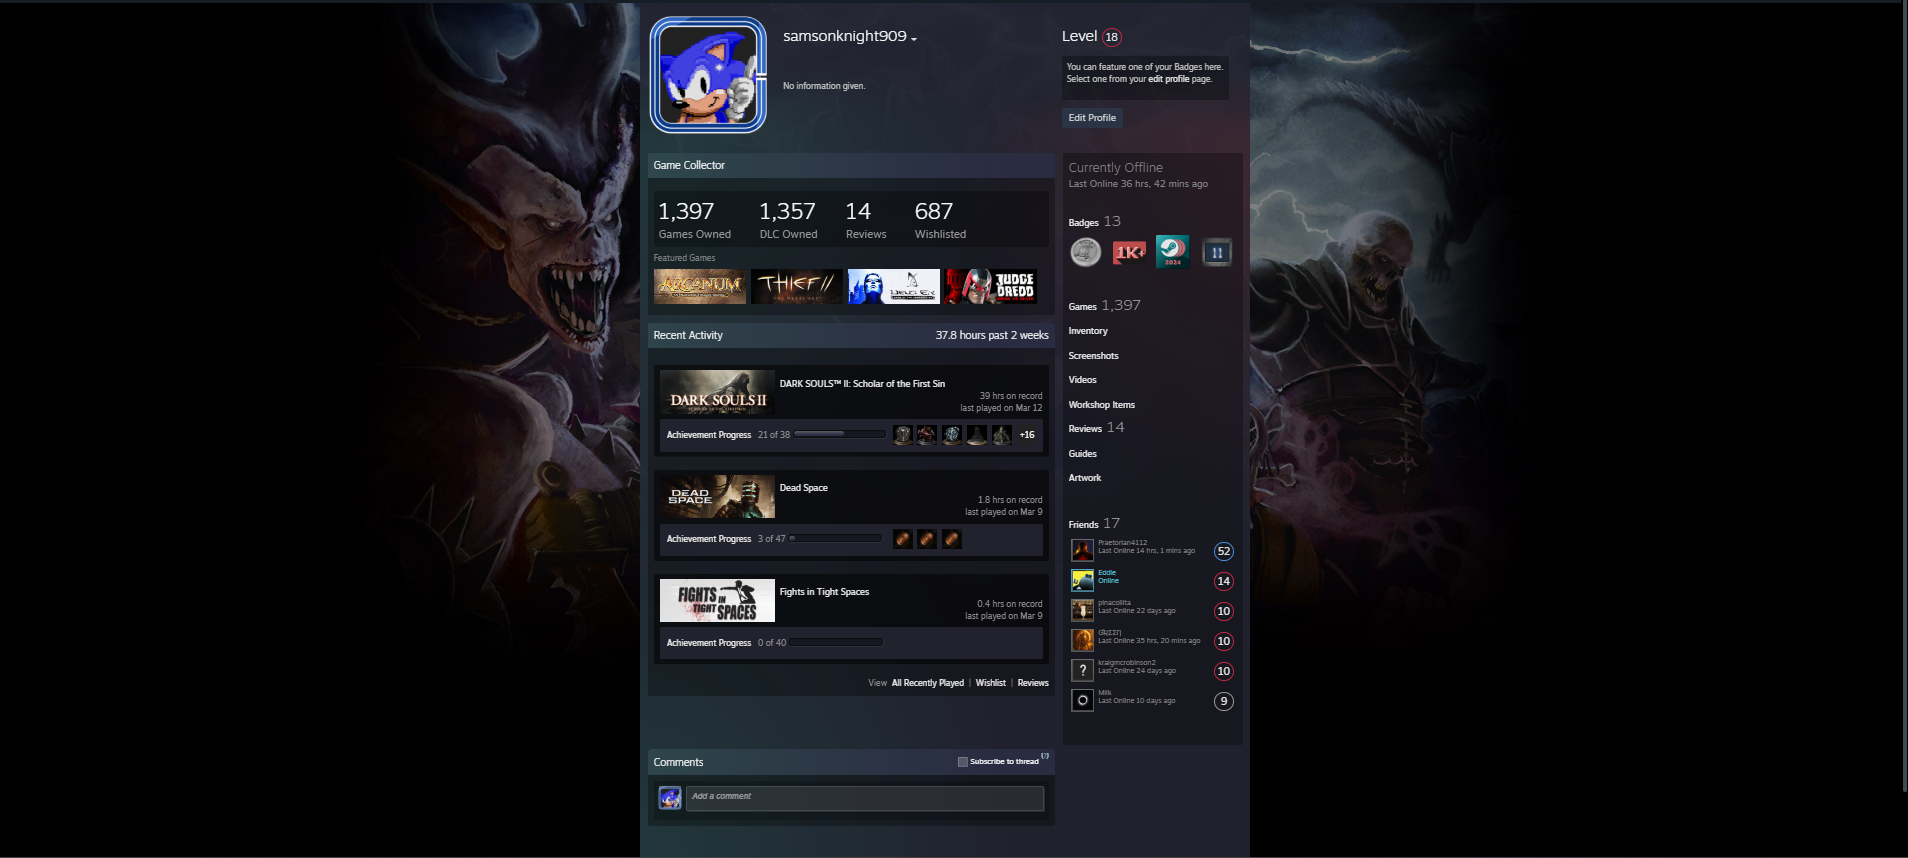 samsonknight909
No information given.
Level 18
You can feature one of your Badges here.
Select one from your edit profile page.
Edit Profile
Game Collector
1,397 1,357 14 687
Games Owned DLC Owned Reviews Wishlisted
Featured Games
ARCANUM
THIEF II
DEUS EX
JUDGE
DREDD
Recent Activity 37.8 hours past 2 weeks
DARK SOULS II
DARK SOULS™ II: Scholar of the First Sin
39 hrs on record
last played on Mar 12
Achievement Progress 21 of 38 +16
DEAD
SPACE
Dead Space
1.8 hrs on record
last played on Mar 9
Achievement Progress 3 of 47
FIGHTS IN
TIGHT SPACES
Fights in Tight Spaces
0.4 hrs on record
last played on Mar 9
Achievement Progress 0 of 40
View All Recently Played | Wishlist | Reviews
Comments Subscribe to thread (?)
Add a comment
Currently Offline
Last Online 36 hrs, 42 mins ago
Badges 13
1K+ 2024 11
Games 1,397
Inventory
Screenshots
Videos
Workshop Items
Reviews 14
Guides
Artwork
Friends 17
Praetorian4112
Last Online 14 hrs, 1 mins ago 52
Eddie
Online 14
pinacollita
Last Online 22 days ago 10
Last Online 35 hrs, 20 mins ago 10
kraigmcrobinson2
Last Online 24 days ago 10
Milk
Last Online 10 days ago 9